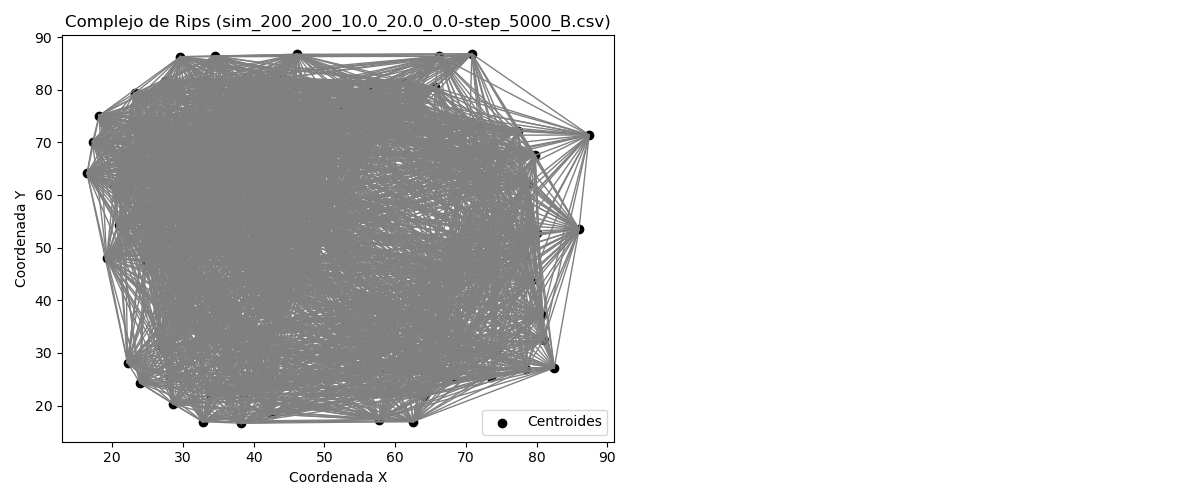 Complejo de Rips (sim_200_200_10.0_20.0_0.0-step_5000_B.csv)
90
80
70
60
50
40
30
20
Coordenada Y
Centroides
20 30 40 50 60 70 80 90
Coordenada X